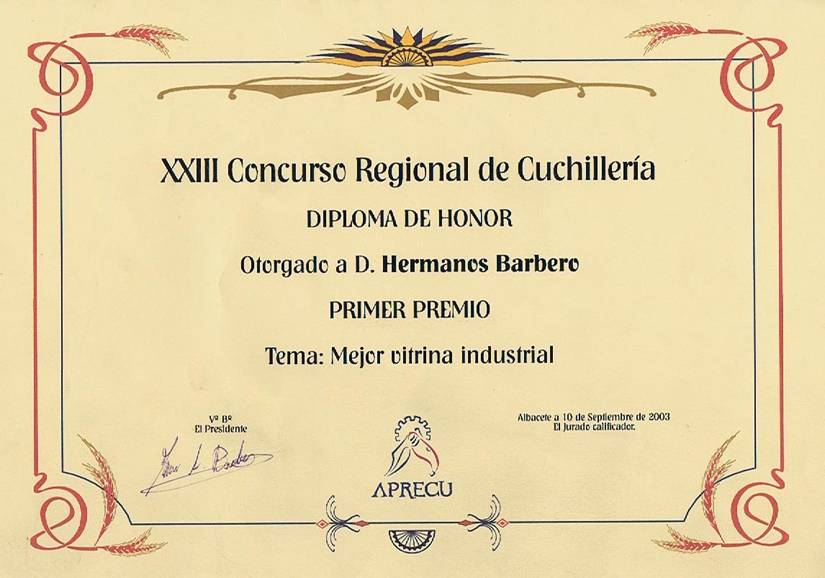 XXIII Concurso Regional de Cuchillería
DIPLOMA DE HONOR
Otorgado a D. Hermanos Barbero
PRIMER PREMIO
Tema: Mejor vitrina industrial
Vº Bº
El Presidente
Albacete a 10 de Septiembre de 2003
El Jurado calificador.
APRECU